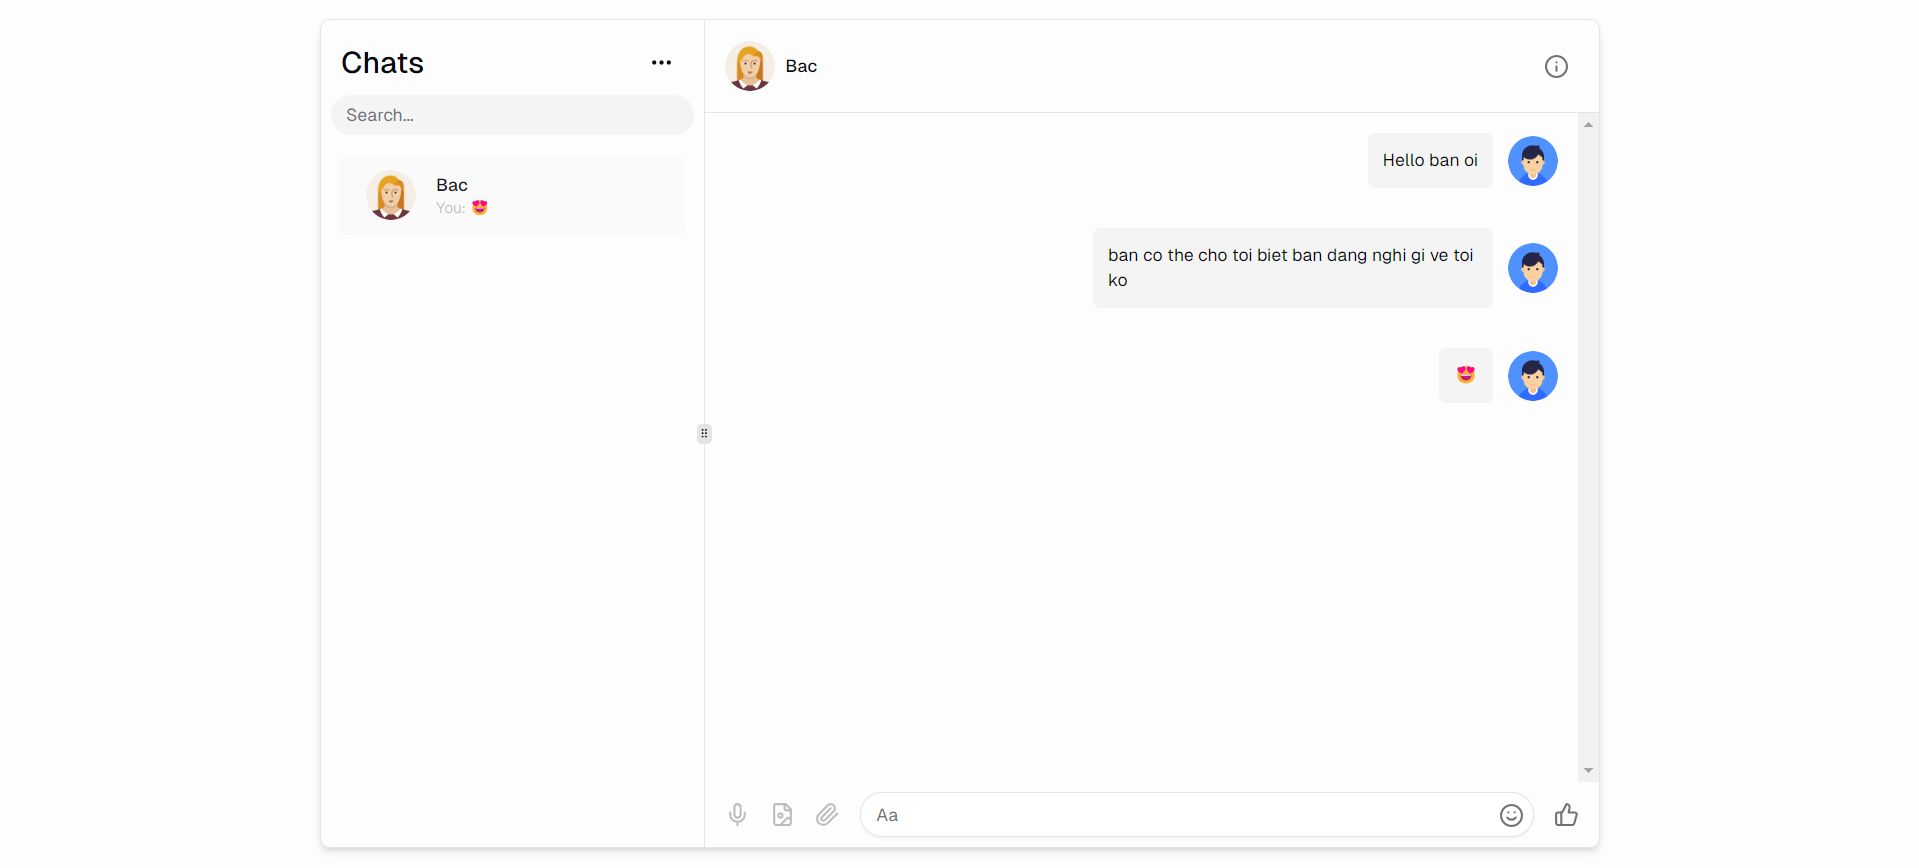 Chats
Search...
Bac
You: 😍
Bac
Hello ban oi
ban co the cho toi biet ban dang nghi gi ve toi
ko
😍
Aa